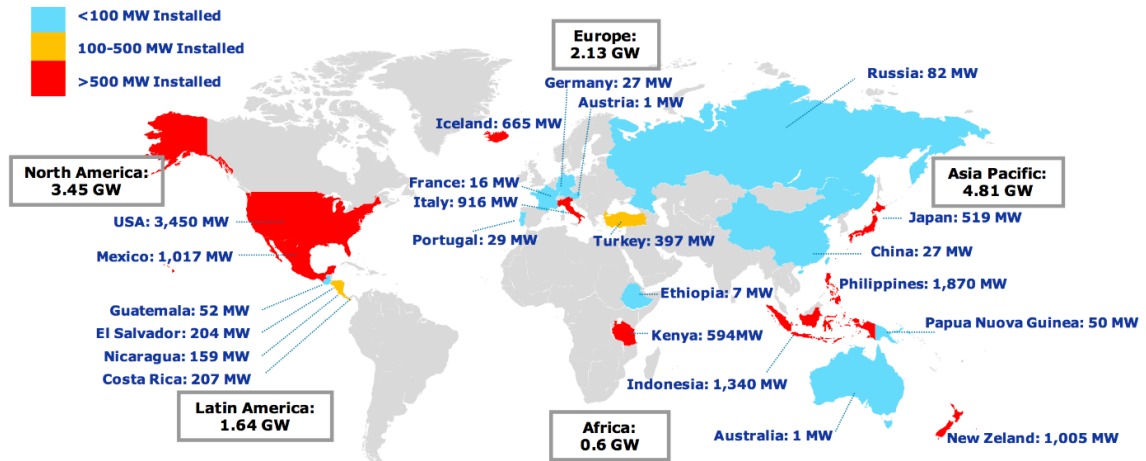 <100 MW Installed
100-500 MW Installed
>500 MW Installed
Europe:
2.13 GW
Germany: 27 MW
Austria: 1 MW
Russia: 82 MW
Iceland: 665 MW
North America:
3.45 GW
France: 16 MW
Italy: 916 MW
Portugal: 29 MW
Turkey: 397 MW
Asia Pacific:
4.81 GW
Japan: 519 MW
China: 27 MW
USA: 3,450 MW
Mexico: 1,017 MW
Philippines: 1,870 MW
Guatemala: 52 MW
El Salvador: 204 MW
Nicaragua: 159 MW
Costa Rica: 207 MW
Ethiopia: 7 MW
Kenya: 594MW
Papua Nuova Guinea: 50 MW
Indonesia: 1,340 MW
Latin America:
1.64 GW
Africa:
0.6 GW
Australia: 1 MW
New Zeland: 1,005 MW